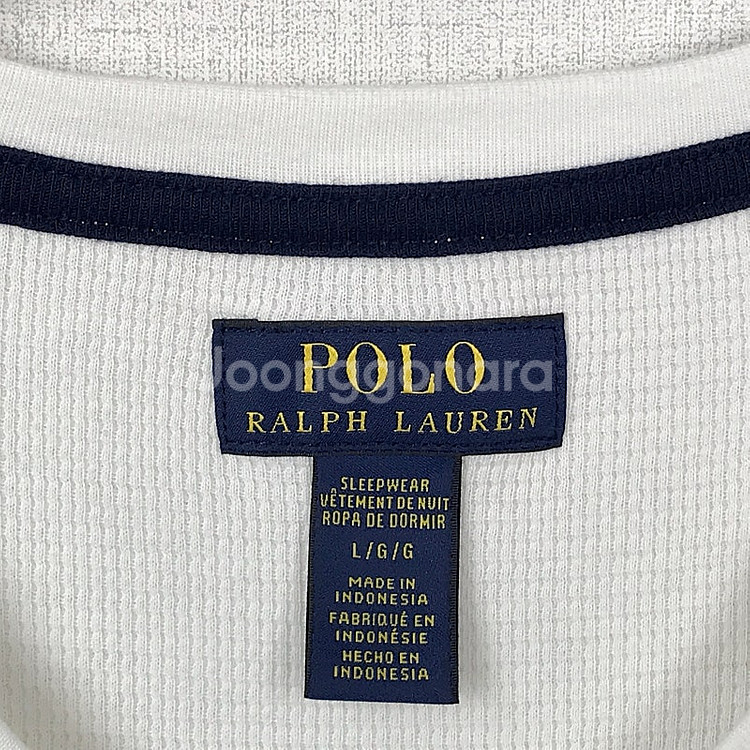 POLO
Joonggonara
RALPH LAUREN
SLEEPWEAR
VÊTEMENT DE NUIT
ROPA DE DORMIR
L/G/G
MADE IN
INDONESIA
FABRIQUÉ EN
INDONÉSIE
HECHO EN
INDONESIA